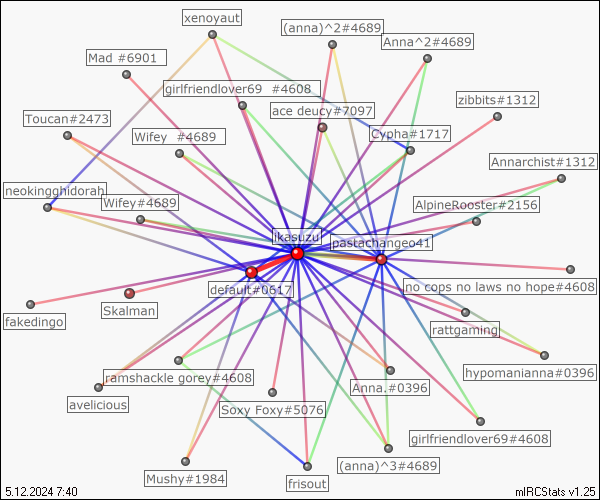 xenoyaut
(anna)^2#4689
Anna^2#4689
Mad #6901
girlfriendlover69 #4608
zibbits#1312
ace deucy#7097
Toucan#2473
Cypha#1717
Wifey #4689
Annarchist#1312
neokingghidorah
Wifey#4689
AlpineRooster#2156
ikasuzu
pastachangeo41
default#0617
no cops no laws no hope#4608
Skalman
fakedingo
rattgaming
hypomanianna#0396
ramshackle gorey#4608
Anna.#0396
avelicious
Soxy Foxy#5076
girlfriendlover69#4608
(anna)^3#4689
Mushy#1984
frisout
5.12.2024 7:40
mIRCStats v1.25